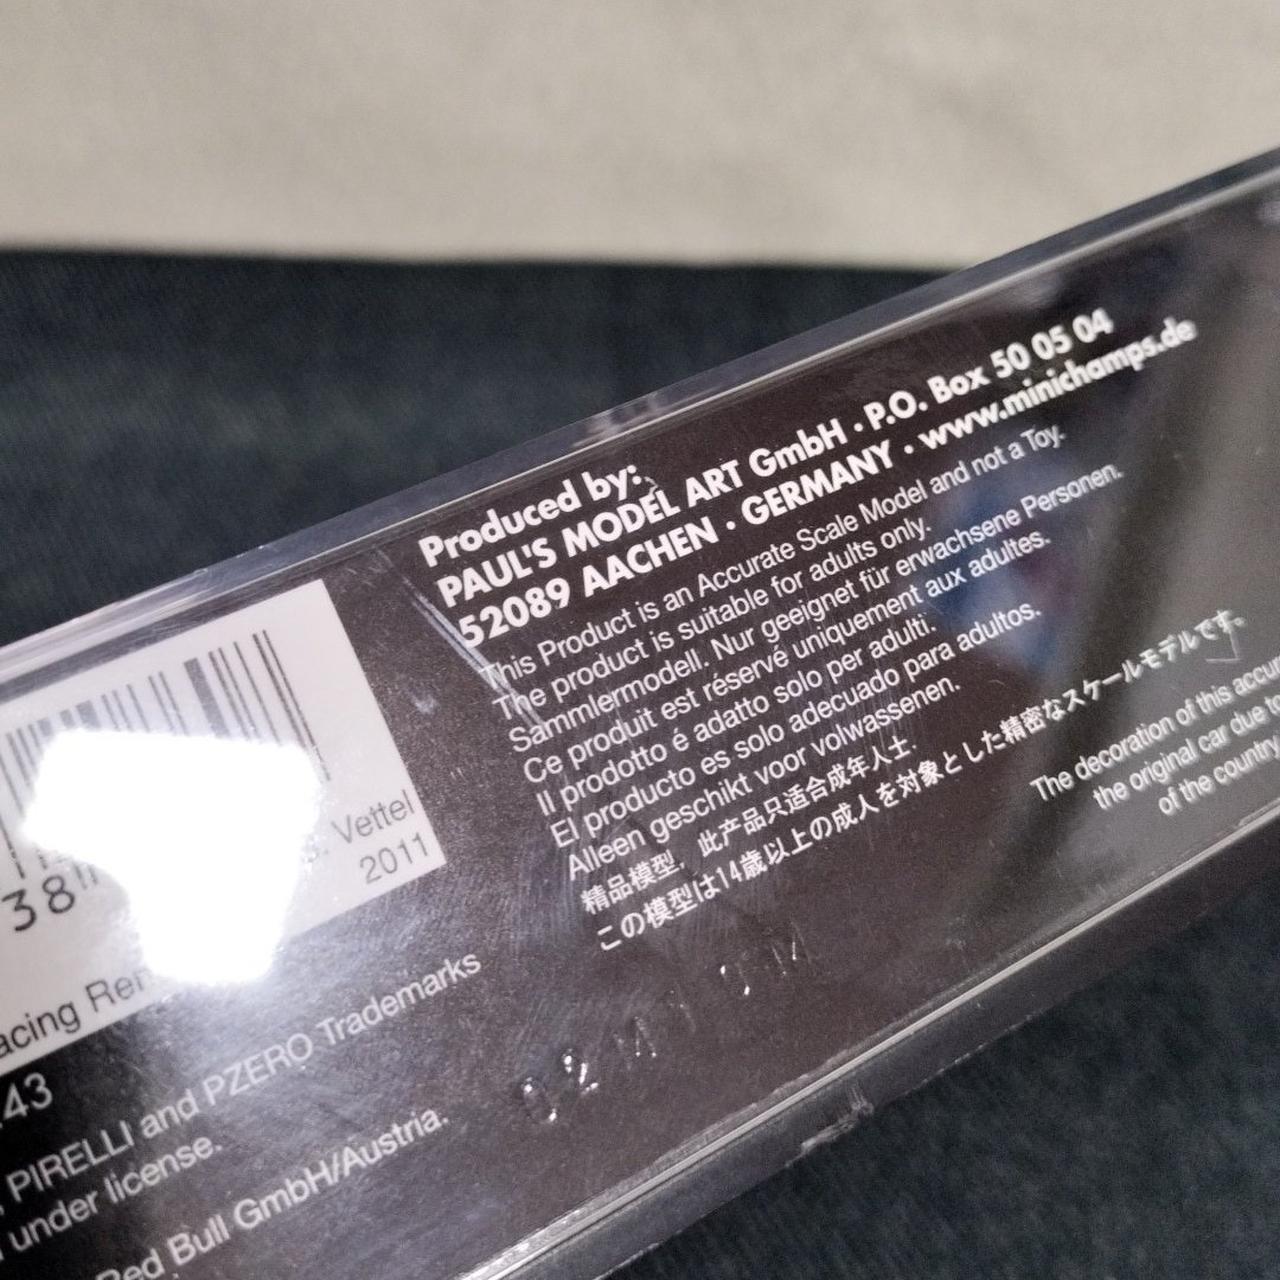 Produced by:
PAUL'S MODEL ART GmbH · P.O. Box 50 05 04
52089 AACHEN · GERMANY · www.minichamps.de
This Product is an Accurate Scale Model and not a Toy.
The product is suitable for adults only.
Sammlermodell. Nur geeignet für erwachsene Personen.
Ce produit est réservé uniquement aux adultes.
Il prodotto é adatto solo per adulti.
El producto es solo adecuado para adultos.
Alleen geschikt voor volwassenen.
精品模型, 此产品只适合成年人士.
この模型は14歳以上の成人を対象とした精密なスケールモデルです。
The decoration of this
the original car due to
of the country
Vettel
2011
38
Trademarks
43
PIRELLI and PZERO Trademarks
under license.
Red Bull GmbH/Austria.